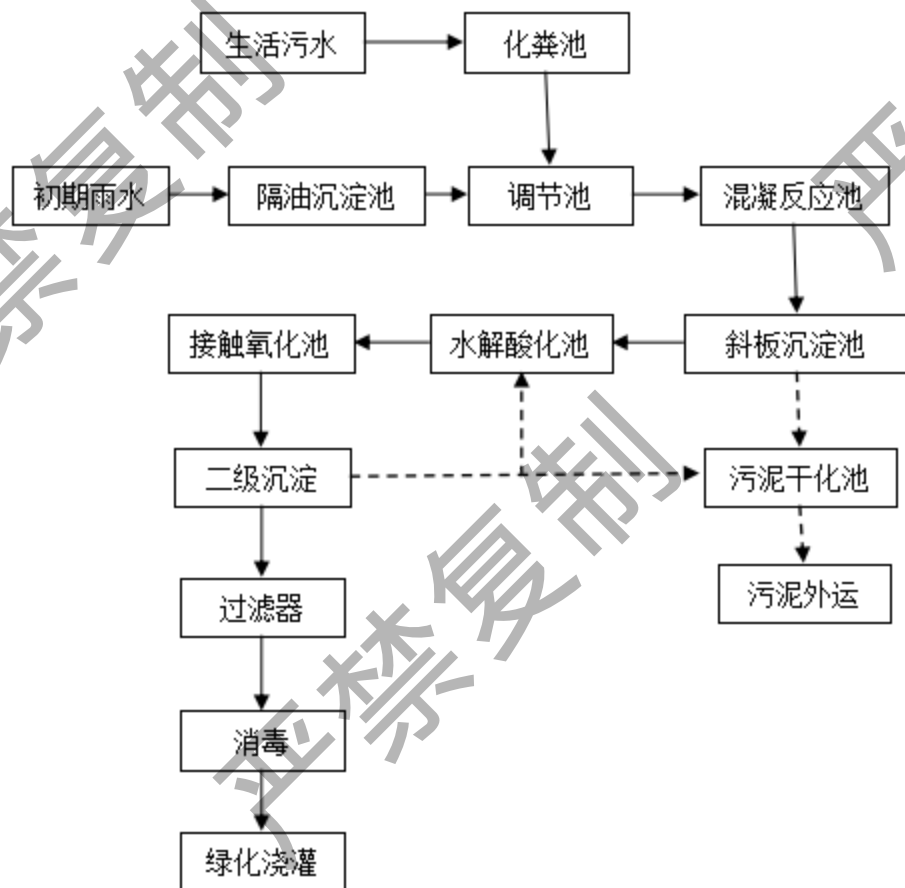 生活污水
化粪池
初期雨水
隔油沉淀池
调节池
混凝反应池
接触氧化池
水解酸化池
斜板沉淀池
二级沉淀
污泥干化池
过滤器
污泥外运
消毒
绿化浇灌
严禁复制
严禁复制
严